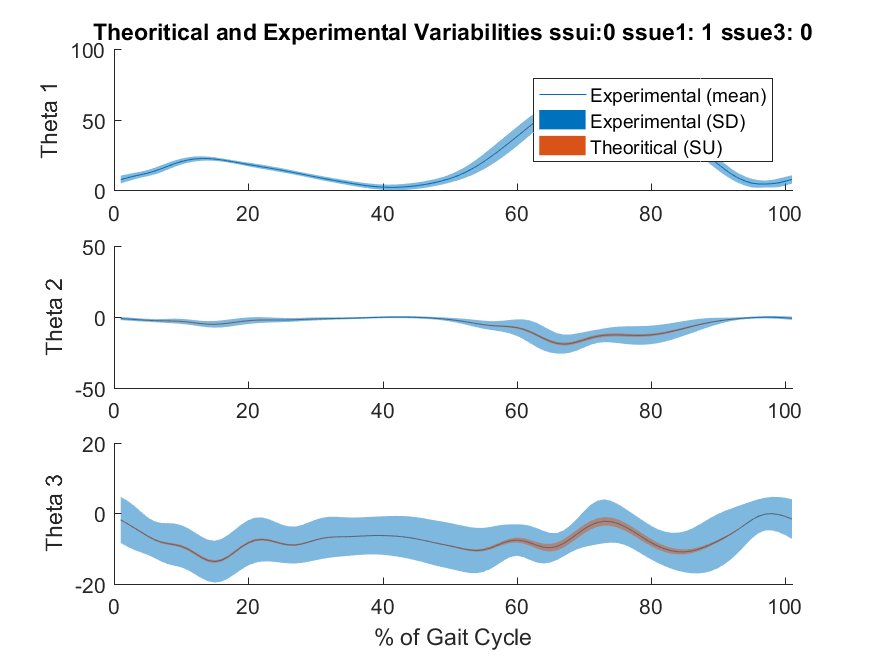 Theoritical and Experimental Variabilities ssui:0 ssue1: 1 ssue3: 0
Theta 1
100
50
0
0 20 40 60 80 100
Experimental (mean)
Experimental (SD)
Theoritical (SU)
Theta 2
50
0
-50
0 20 40 60 80 100
Theta 3
20
0
-20
0 20 40 60 80 100
% of Gait Cycle